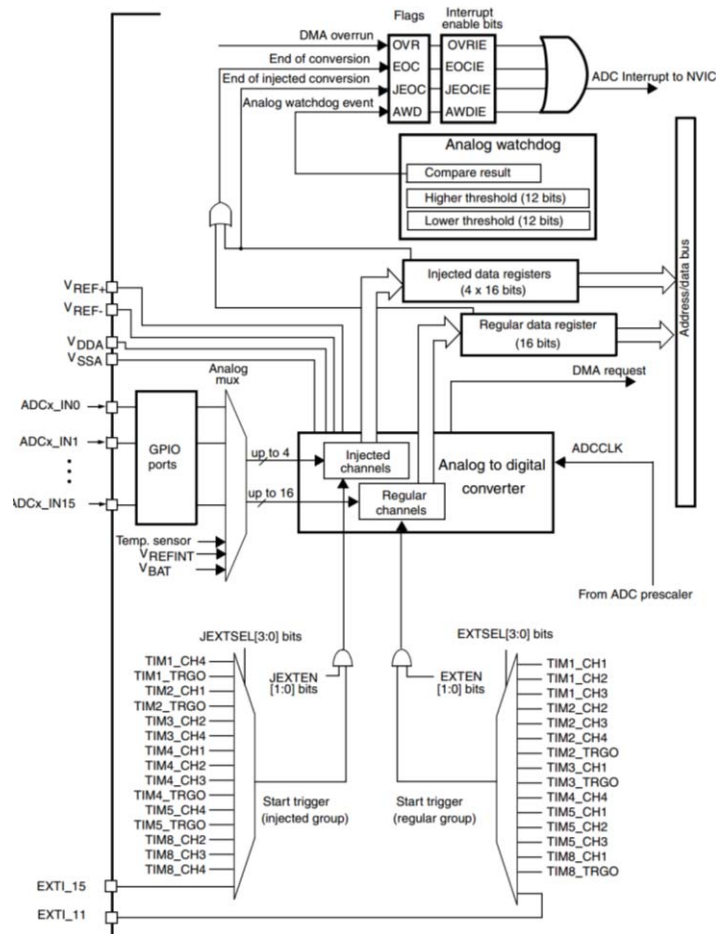 Flags
Interrupt
enable bits
DMA overrun
End of conversion
End of injected conversion
Analog watchdog event
OVR
EOC
JEOC
AWD
OVRIE
EOCIE
JEOCIE
AWDIE
ADC Interrupt to NVIC
Analog watchdog
Compare result
Higher threshold (12 bits)
Lower threshold (12 bits)
Address/data bus
Injected data registers
(4 x 16 bits)
Regular data register
(16 bits)
DMA request
VREF+
VREF-
VDDA
VSSA
Analog
mux
ADCx_IN0
ADCx_IN1
ADCx_IN15
GPIO
ports
up to 4
up to 16
Injected
channels
Regular
channels
Analog to digital
converter
ADCCLK
Temp. sensor
VREFINT
VBAT
From ADC prescaler
JEXTSEL[3:0] bits
EXTSEL[3:0] bits
JEXTEN
[1:0] bits
EXTEN
[1:0] bits
TIM1_CH4
TIM1_TRGO
TIM2_CH1
TIM2_TRGO
TIM3_CH2
TIM3_CH4
TIM4_CH1
TIM4_CH2
TIM4_CH3
TIM4_TRGO
TIM5_CH4
TIM5_TRGO
TIM8_CH2
TIM8_CH3
TIM8_CH4
Start trigger
(injected group)
Start trigger
(regular group)
TIM1_CH1
TIM1_CH2
TIM1_CH3
TIM2_CH2
TIM2_CH3
TIM2_CH4
TIM2_TRGO
TIM3_CH1
TIM3_TRGO
TIM4_CH4
TIM5_CH1
TIM5_CH2
TIM5_CH3
TIM8_CH1
TIM8_TRGO
EXTI_15
EXTI_11